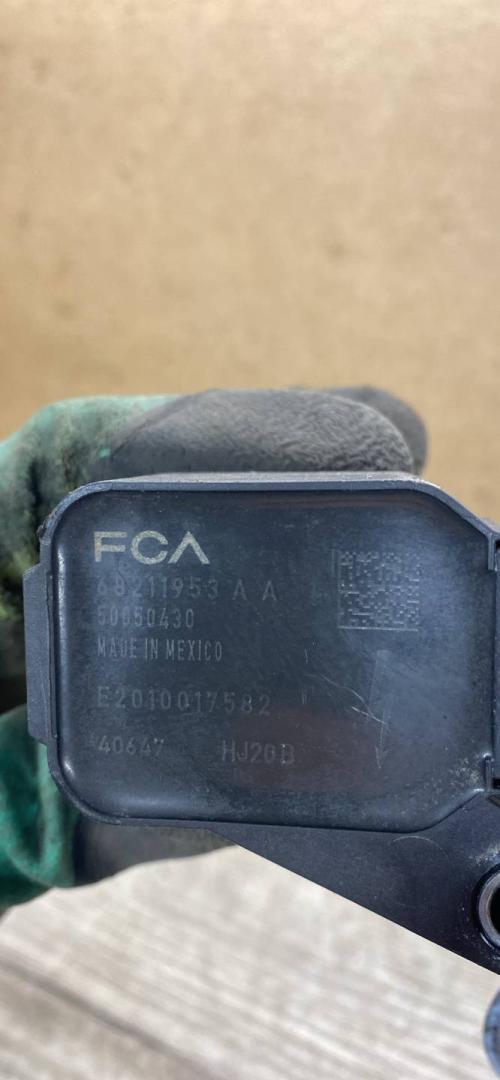 FCA
68211953 A A
50050430
MADE IN MEXICO
E2010017582
40647 HJ20B